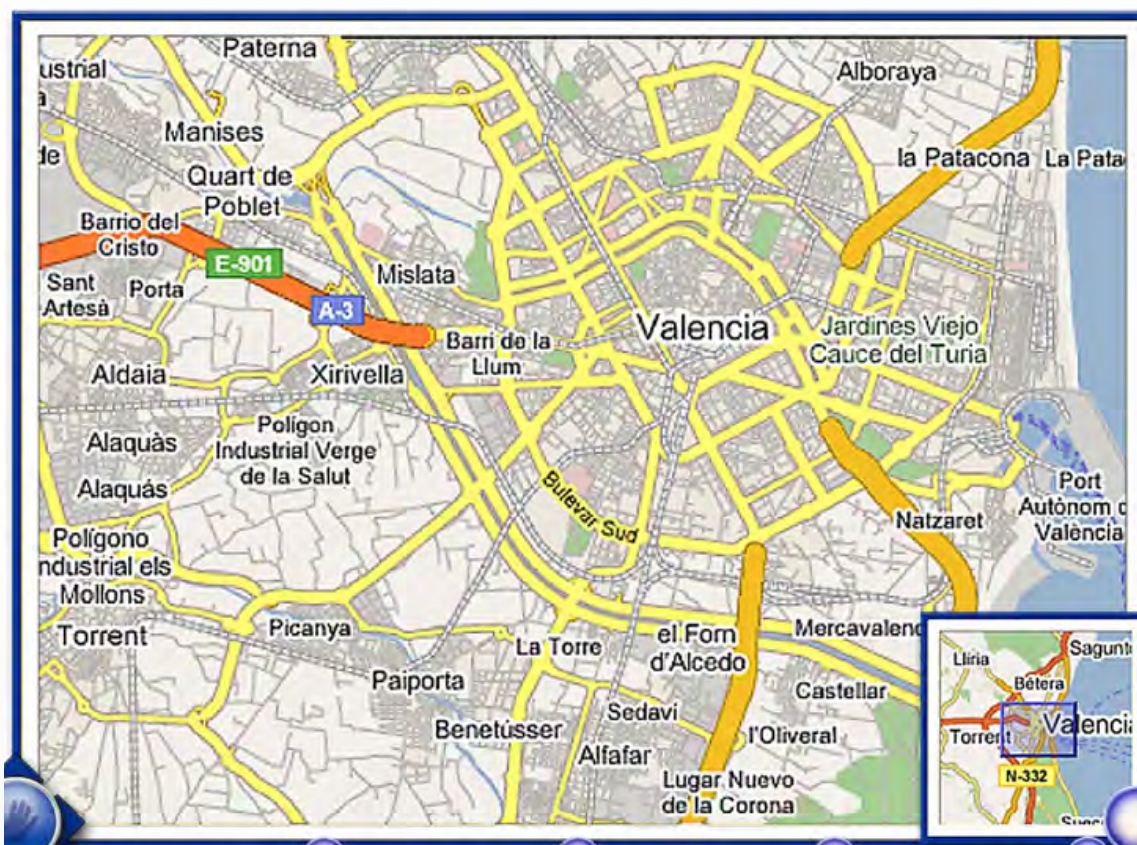 Paterna
ustrial
à
Alboraya
Manises
de
la Patacona
La Pata
Quart de
Poblet
Barrio del
Cristo
E-901
Mislata
Sant
Artesà
Porta
A-3
Valencia
Jardines Viejo
Cauce del Turia
Barri de la
Llum
Aldaia
Xirivella
Polígon
Industrial Verge
de la Salut
Alaquàs
Alaquás
Bulevar Sud
Port
Autònom d
València
Natzaret
Polígono
ndustrial els
Mollons
Torrent
Picanya
La Torre
el Forn
d'Alcedo
Mercavalenc
Paiporta
Castellar
Sedaví
Benetússer
Alfafar
l'Oliveral
Lugar Nuevo
de la Corona
Llíria
Sagunt
Bétera
Valencia
Torrent
N-332